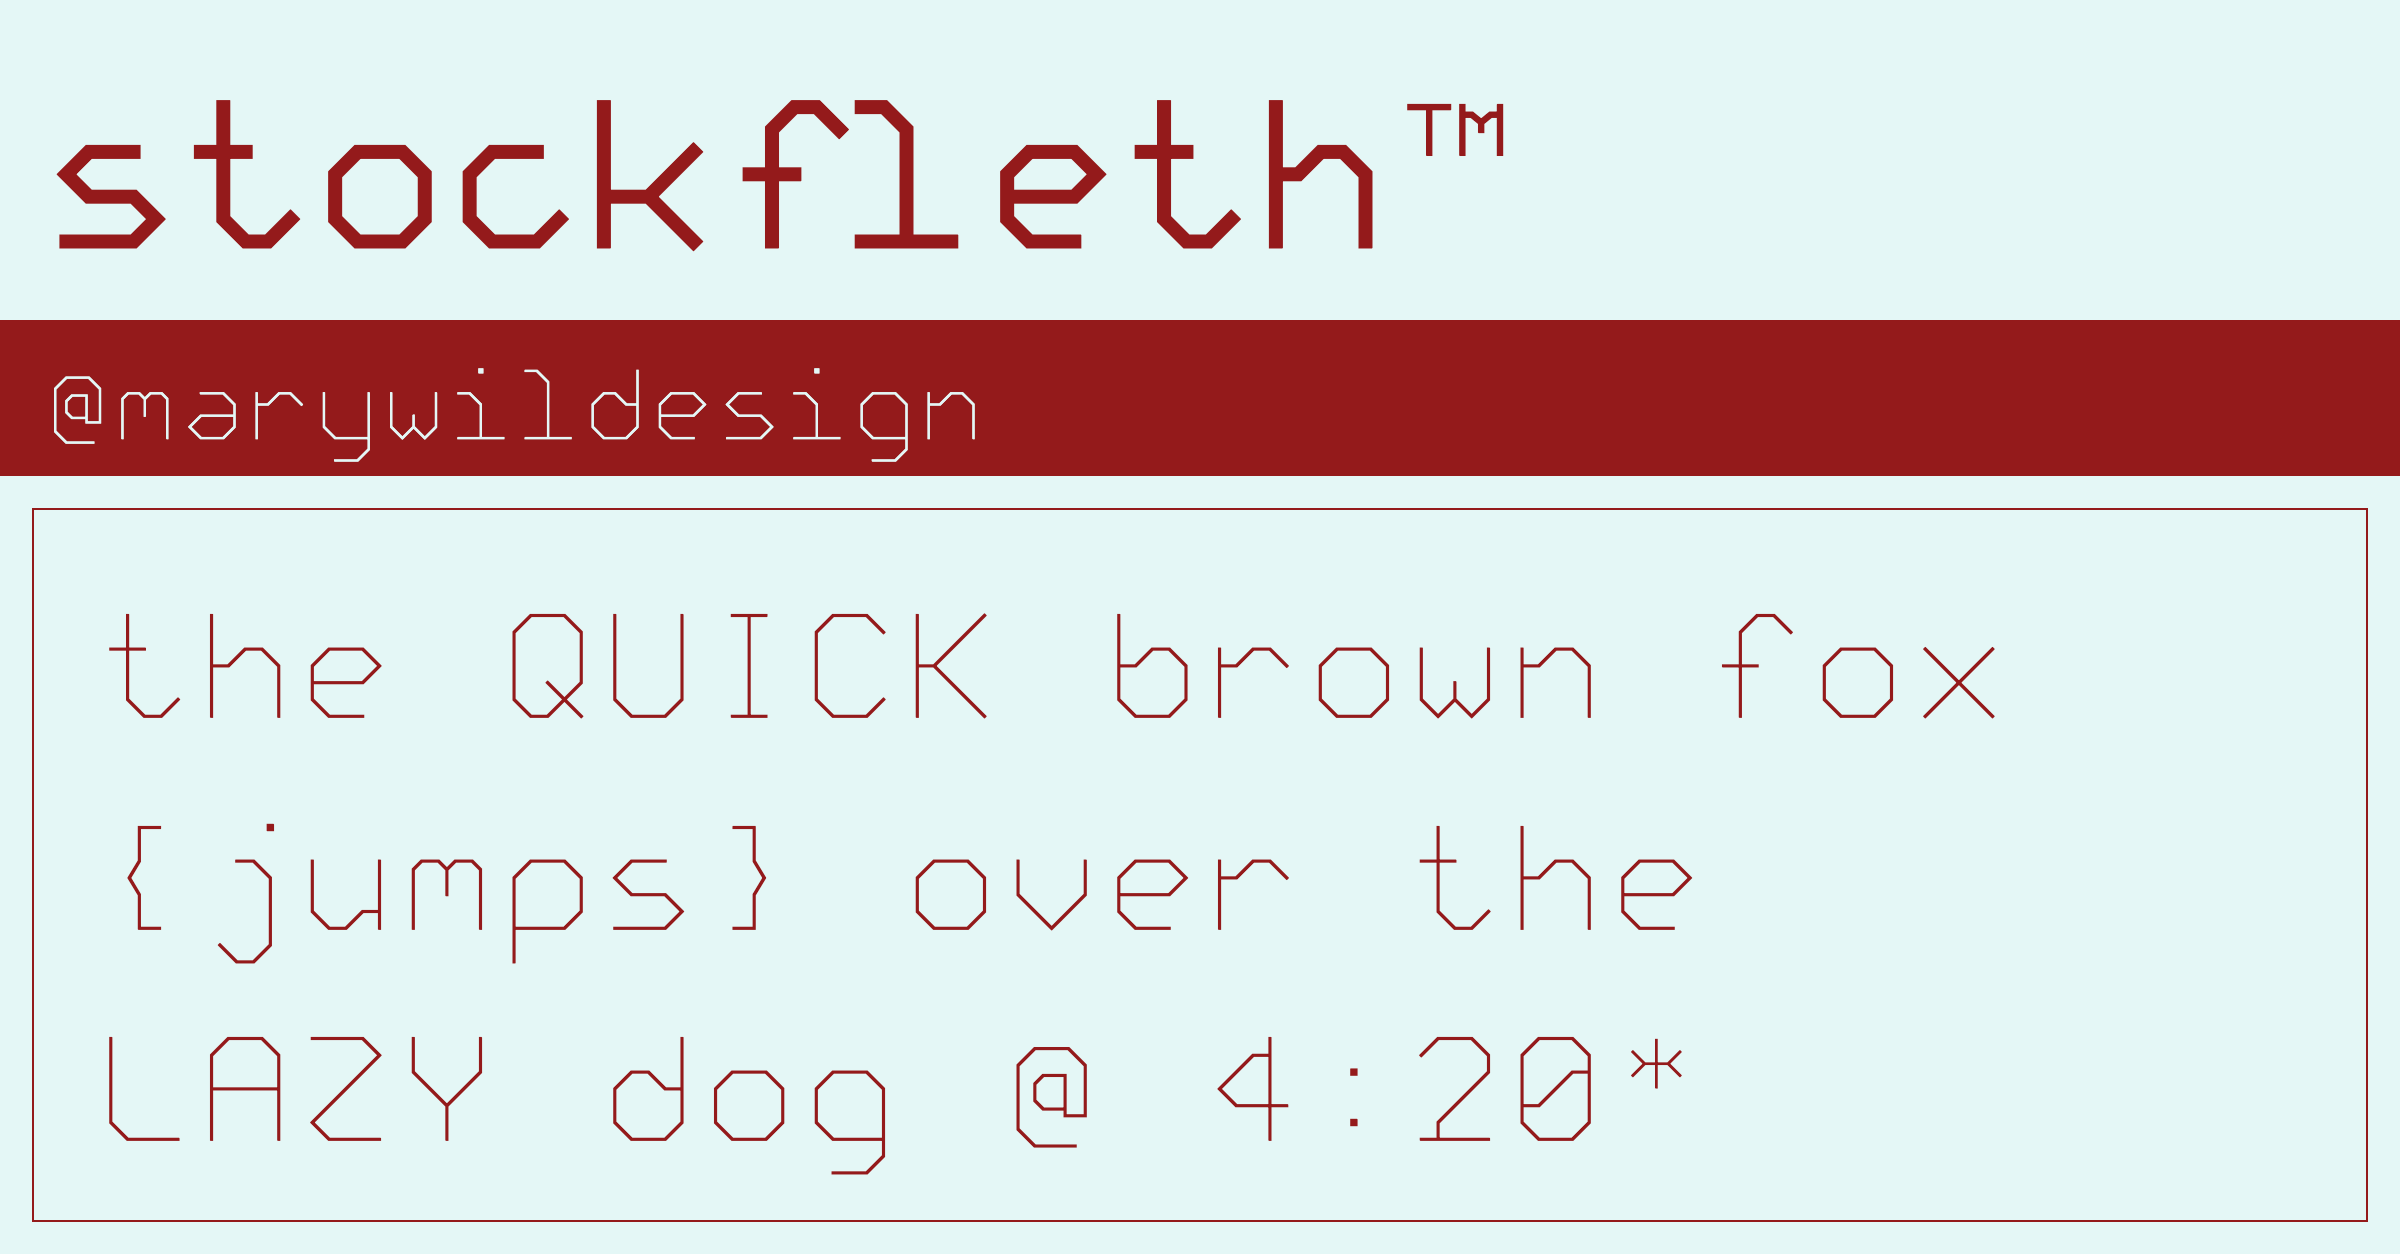 stockfleth™
@marywildesign
the QUICK brown fox
{jumps} over the
LAZY dog @ 4:20*